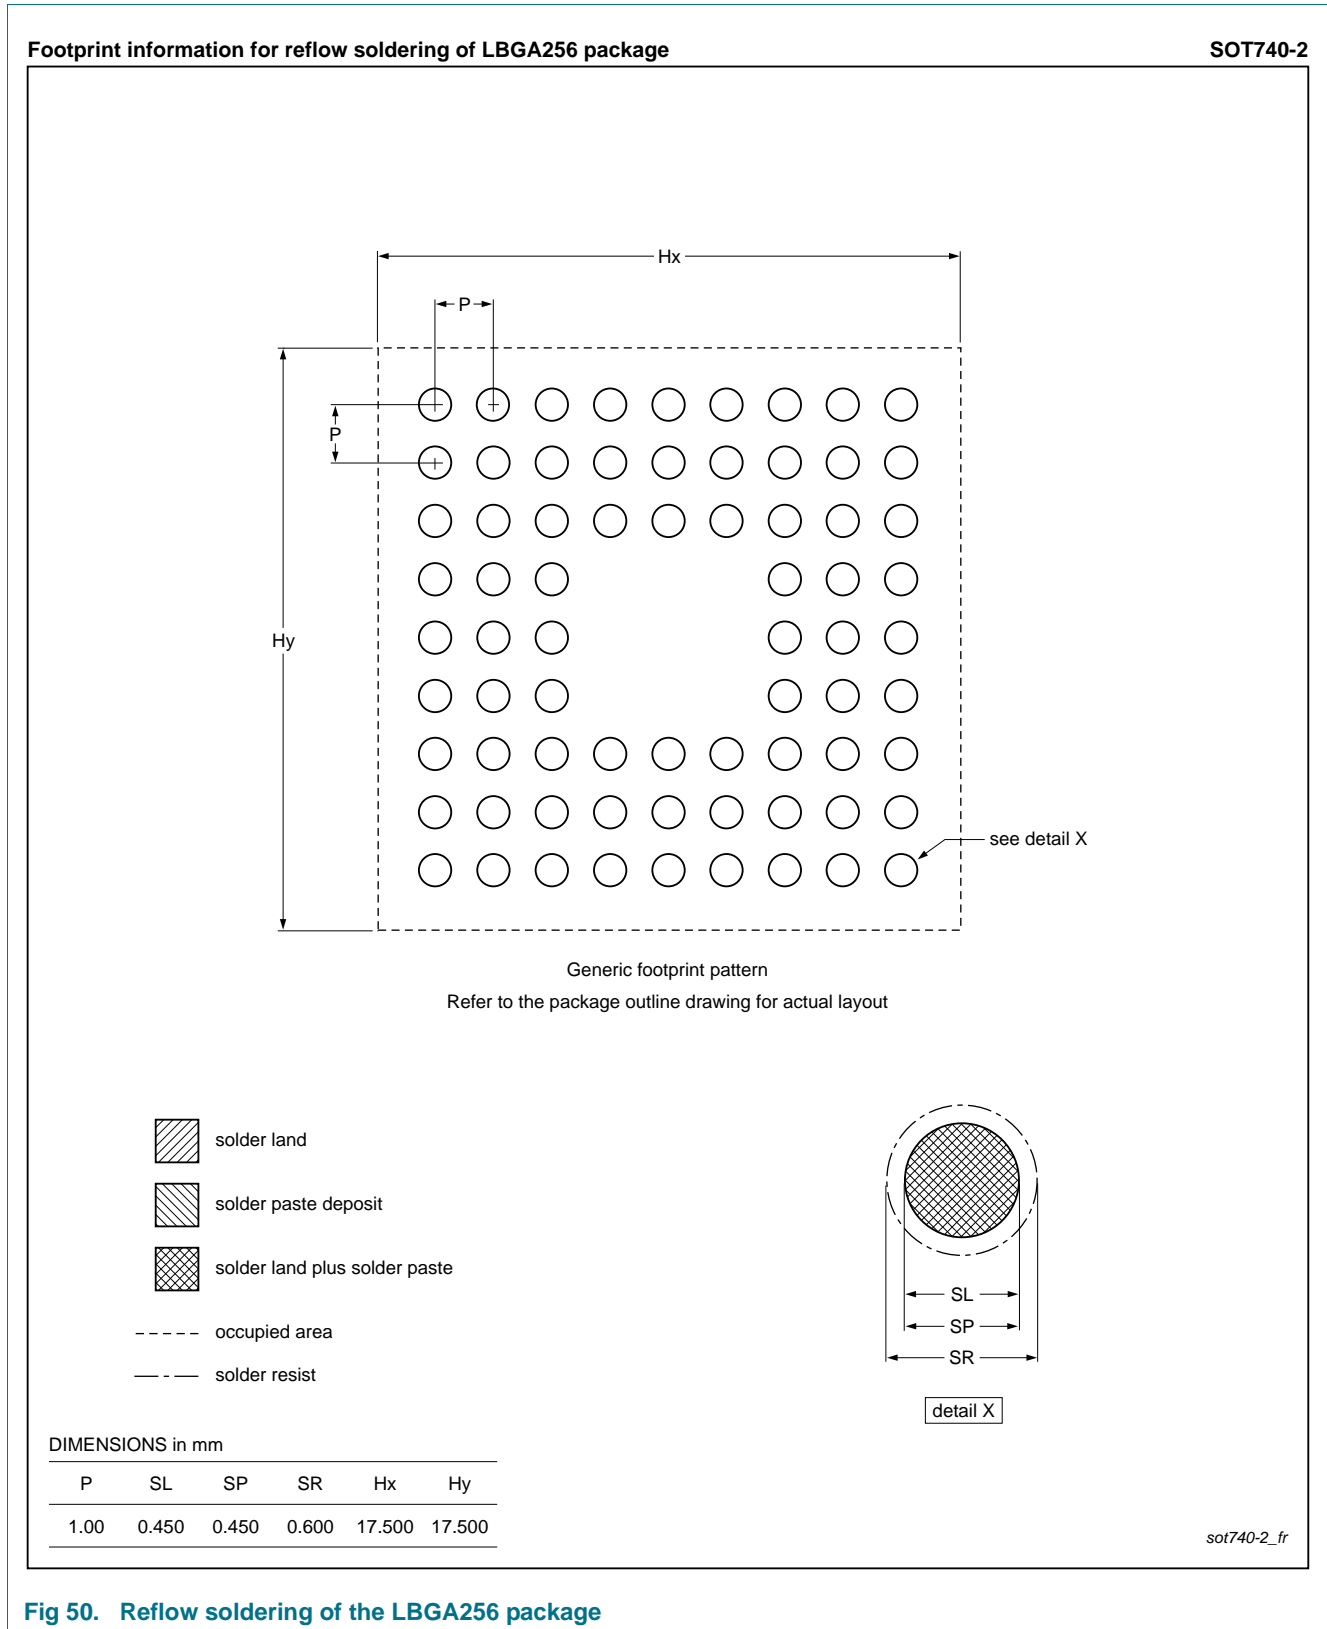 Footprint information for reflow soldering of LBGA256 package SOT740-2
Hx
P
P
Hy
see detail X
Generic footprint pattern
Refer to the package outline drawing for actual layout
solder land
solder paste deposit
solder land plus solder paste
occupied area
solder resist
SL
SP
SR
detail X
DIMENSIONS in mm
P SL SP SR Hx Hy
1.00 0.450 0.450 0.600 17.500 17.500
sot740-2_fr
Fig 50. Reflow soldering of the LBGA256 package